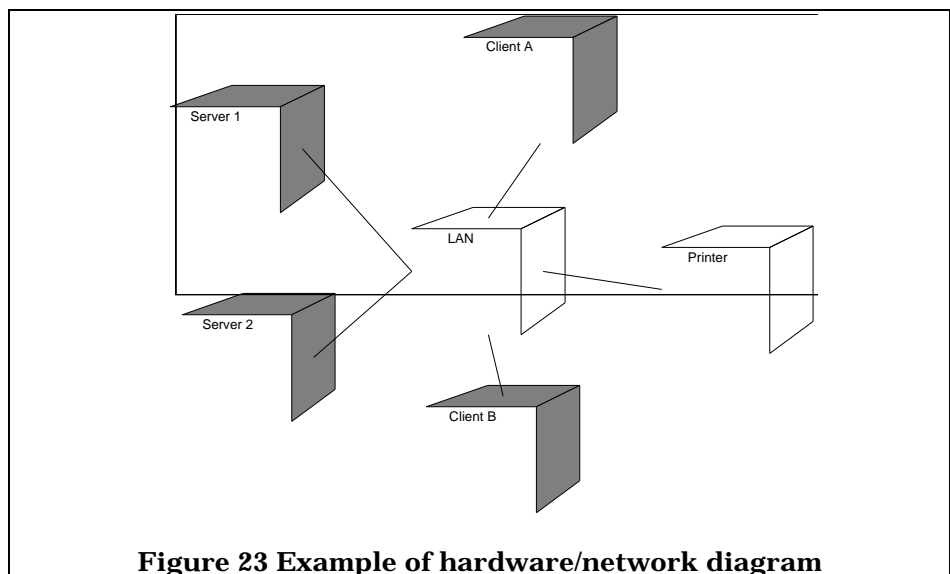 Client A
Server 1
LAN
Printer
Server 2
Client B
Figure 23 Example of hardware/network diagram